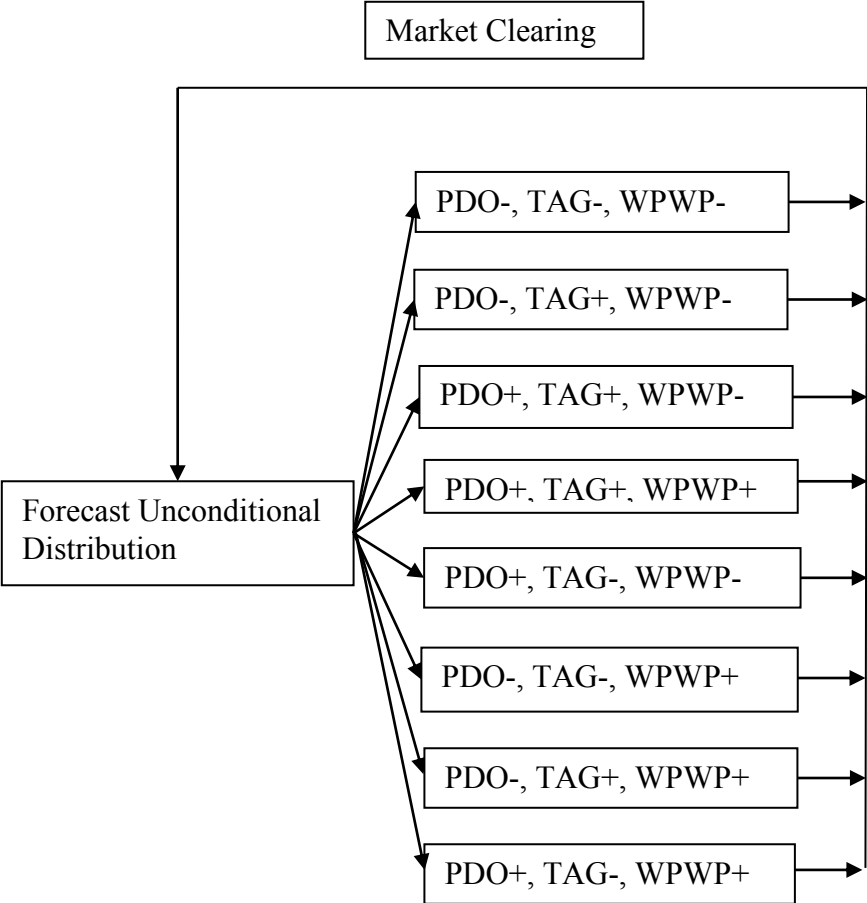 Market Clearing
PDO-, TAG-, WPWP-
PDO-, TAG+, WPWP-
PDO+, TAG+, WPWP-
PDO+, TAG+, WPWP+
Forecast Unconditional
Distribution
PDO+, TAG-, WPWP-
PDO-, TAG-, WPWP+
PDO-, TAG+, WPWP+
PDO+, TAG-, WPWP+